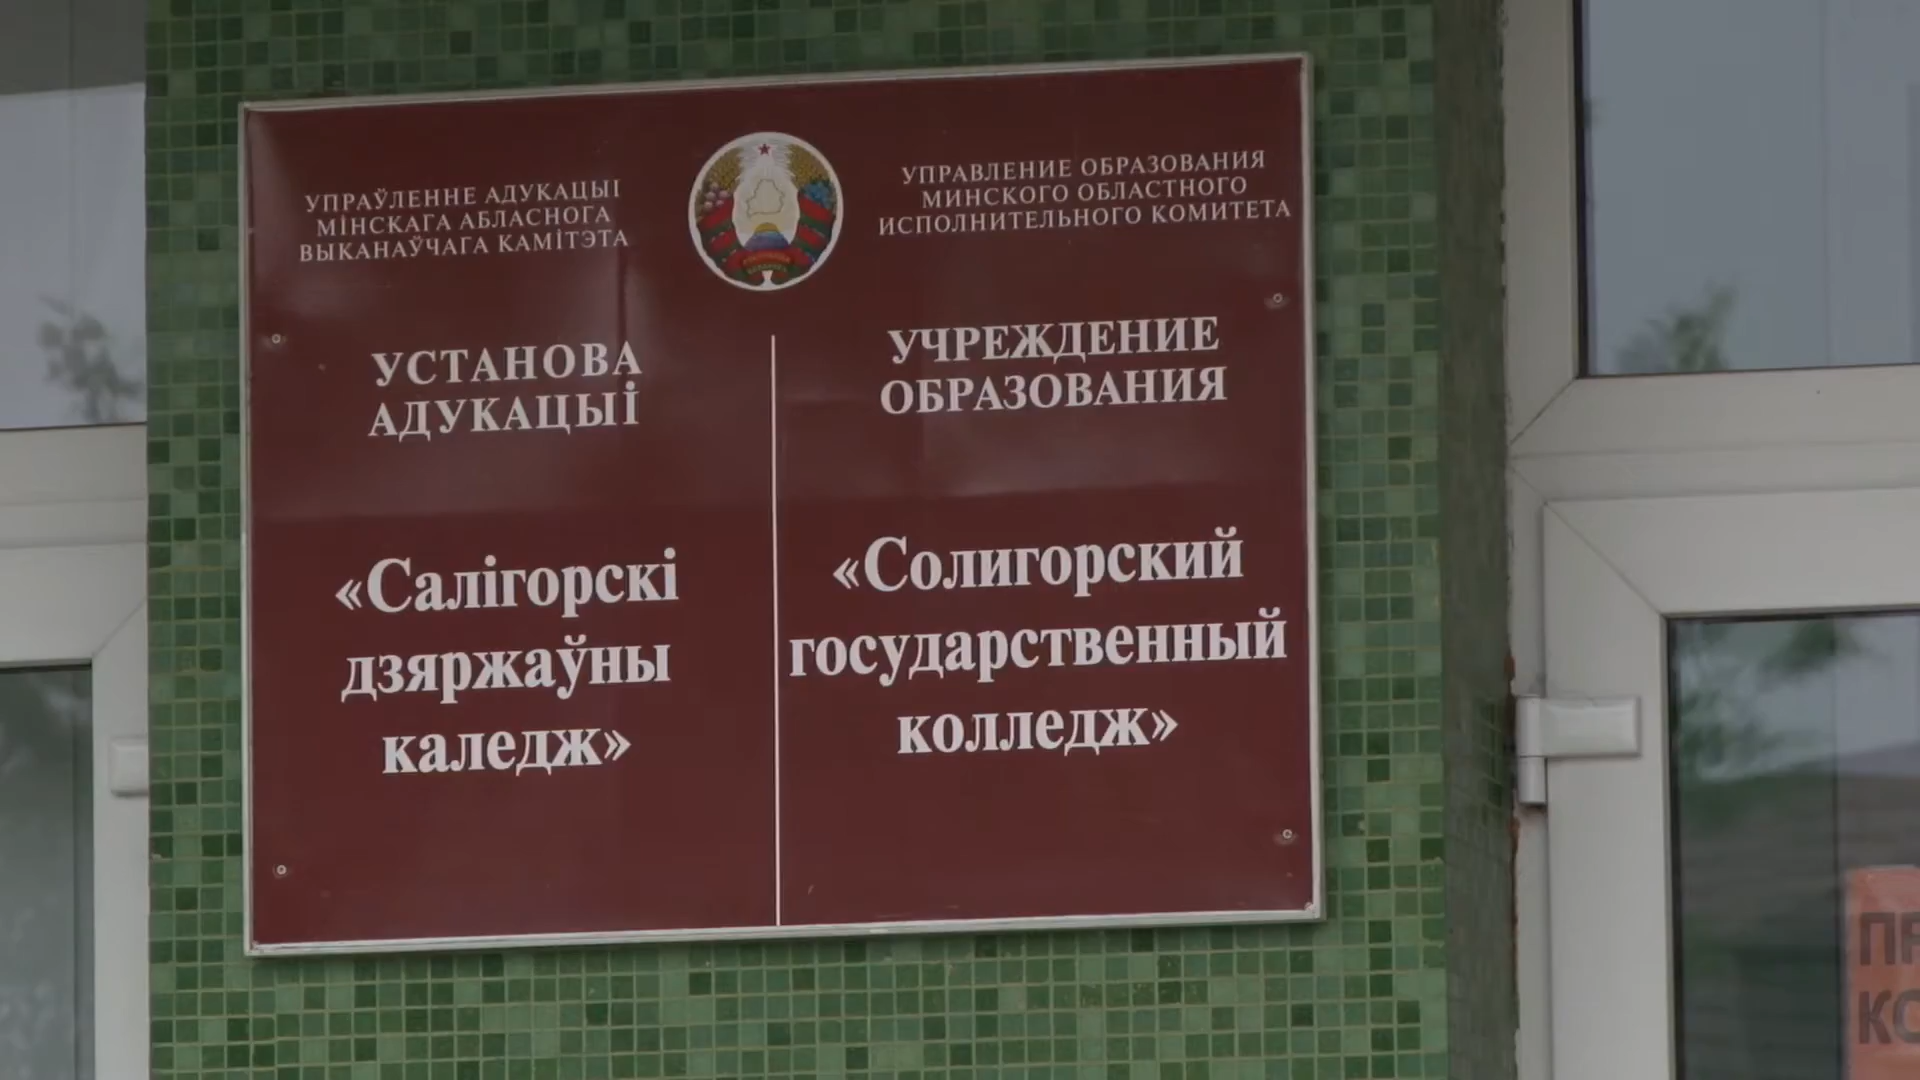 УПРАЎЛЕННЕ АДУКАЦЫІ
МІНСКАГА АБЛАСНОГА
ВЫКАНАЎЧАГА КАМІТЭТА
УСТАНОВА
АДУКАЦЫІ
«Салігорскі
дзяржаўны
каледж»
УПРАВЛЕНИЕ ОБРАЗОВАНИЯ
МИНСКОГО ОБЛАСТНОГО
ИСПОЛНИТЕЛЬНОГО КОМИТЕТА
УЧРЕЖДЕНИЕ
ОБРАЗОВАНИЯ
«Солигорский
государственный
колледж»